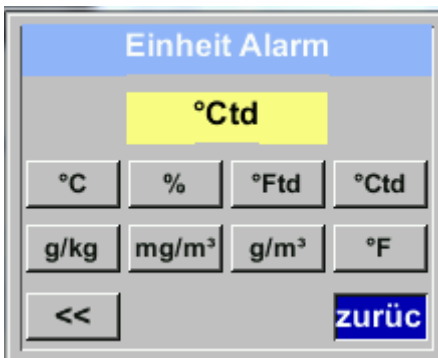 Einheit Alarm
°Ctd
°C % °Ftd °Ctd
g/kg mg/m³ g/m³ °F
<< zurüc